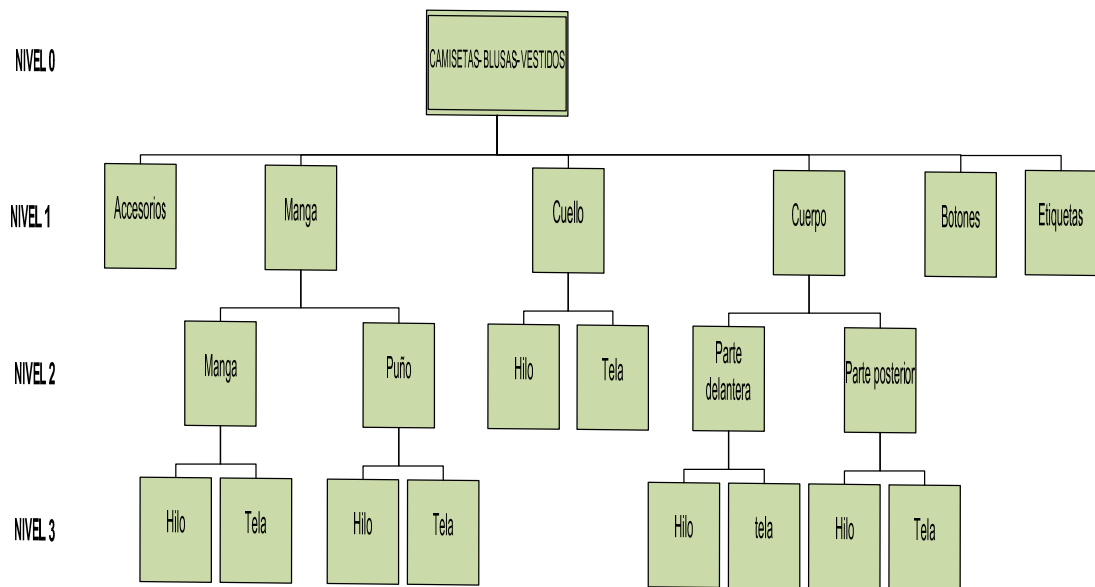 NIVEL 0
CAMISETAS-BLUSAS-VESTIDOS
NIVEL 1
Accesorios
Manga
Cuello
Cuerpo
Botones
Etiquetas
NIVEL 2
Manga
Puño
Hilo
Tela
Parte
delantera
Parte posterior
NIVEL 3
Hilo
Tela
Hilo
Tela
Hilo
tela
Hilo
Tela